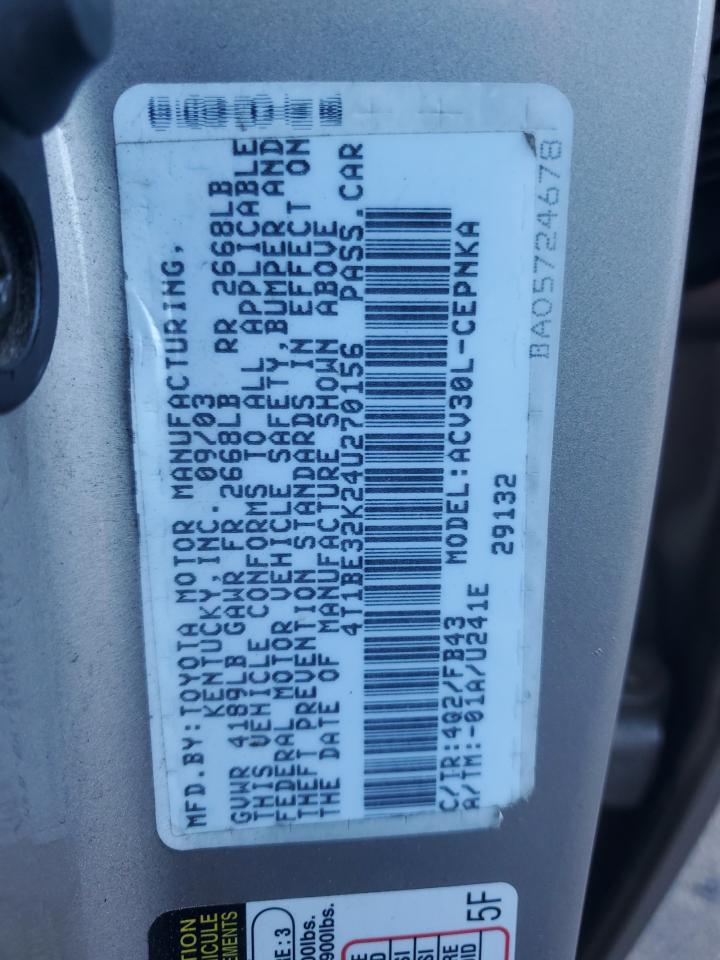 MFD.BY:TOYOTA MOTOR MANUFACTURING,
KENTUCKY,INC. 09/03
GVWR 4189LB GAWR FR 2668LB RR 2668LB
THIS VEHICLE CONFORMS TO ALL APPLICABLE
FEDERAL MOTOR VEHICLE SAFETY,BUMPER AND
THEFT PREVENTION STANDARDS IN EFFECT ON
THE DATE OF MANUFACTURE SHOWN ABOVE
4T1BE32K24U270156 PASS.CAR
C/TR:4Q2/FB43 MODEL:ACV30L-CEPNKA
A/TM:-01A/U241E 29132
BA05724678
5F